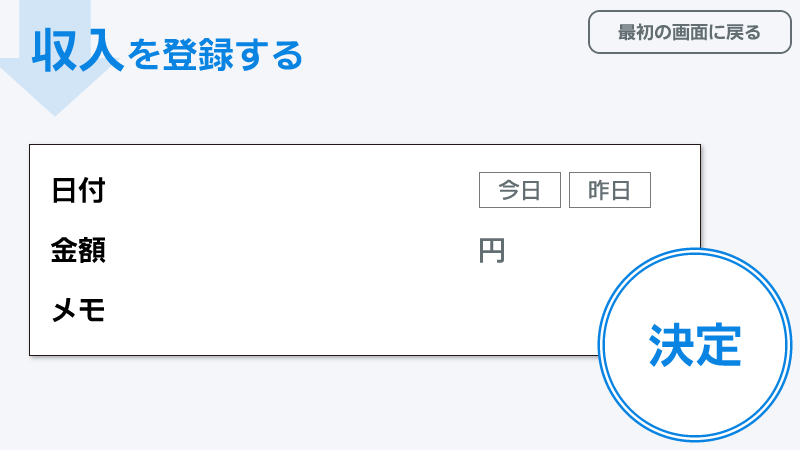 収入を登録する
最初の画面に戻る
日付 今日 昨日
金額 円
メモ
決定